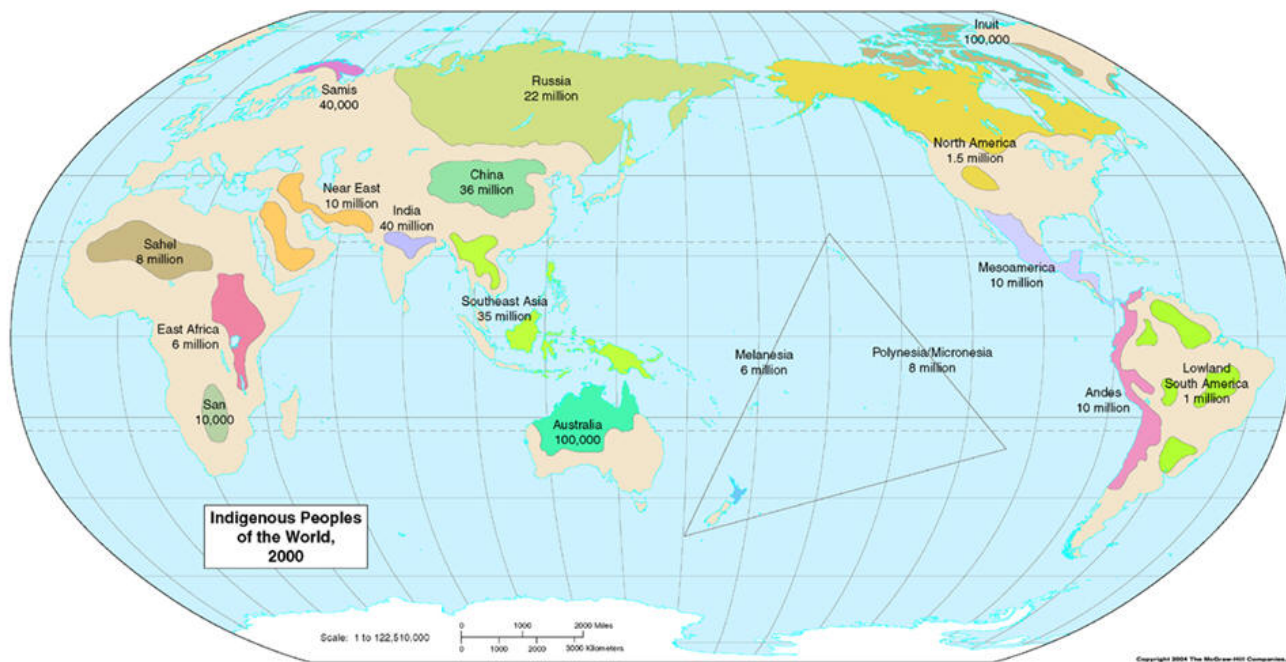 Inuit
100,000
Samis
40,000
Russia
22 million
North America
1.5 million
China
36 million
Near East
10 million
India
40 million
Sahel
8 million
Mesoamerica
10 million
Southeast Asia
35 million
East Africa
6 million
Melanesia
6 million
Polynesia/Micronesia
8 million
Lowland
South America
1 million
Andes
10 million
San
10,000
Australia
100,000
Indigenous Peoples
of the World,
2000
Scale: 1 to 122,510,000
0 1000 2000 Miles
0 1000 2000 3000 Kilometers
Copyright 2004 The McGraw-Hill Companies.